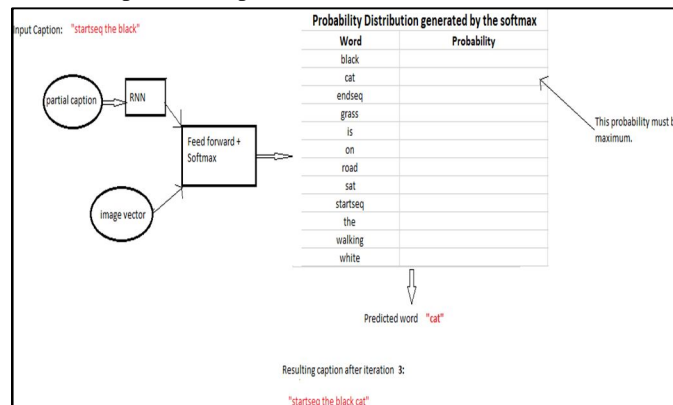 Input Caption: "startseq the black"
partial caption
RNN
Feed forward +
Softmax
image vector
Probability Distribution generated by the softmax
Word Probability
black
cat
endseq
grass
is
on
road
sat
startseq
the
walking
white
This probability must b
maximum.
Predicted word "cat"
Resulting caption after iteration 3:
"startseq the black cat"